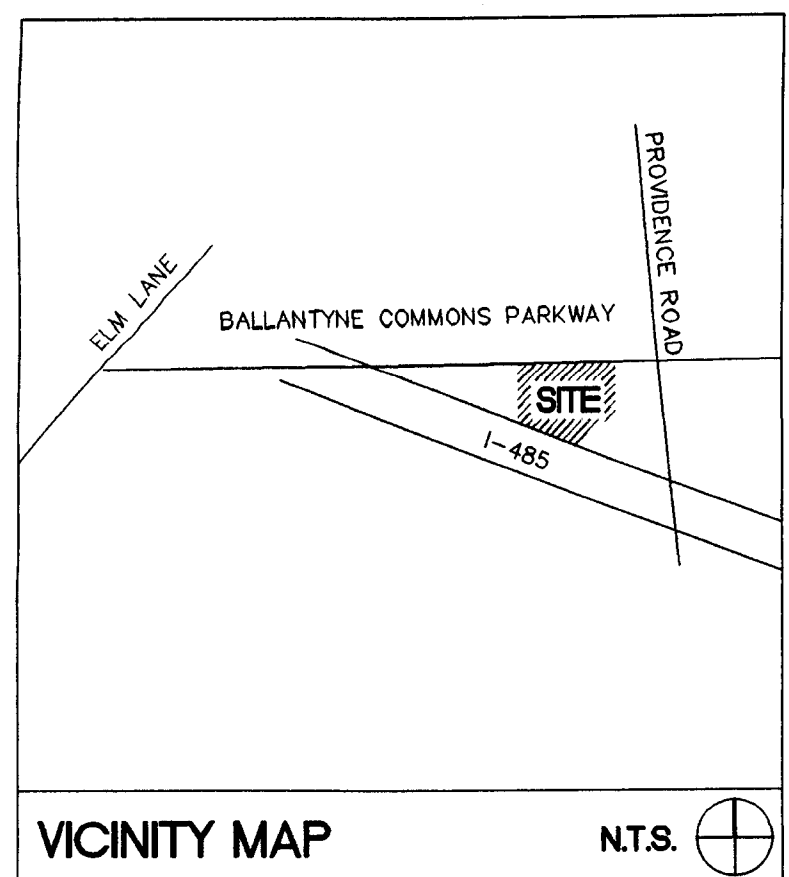 PROVIDENCE ROAD
ELM LANE
BALLANTYNE COMMONS PARKWAY
SITE
I-485
VICINITY MAP
N.T.S.